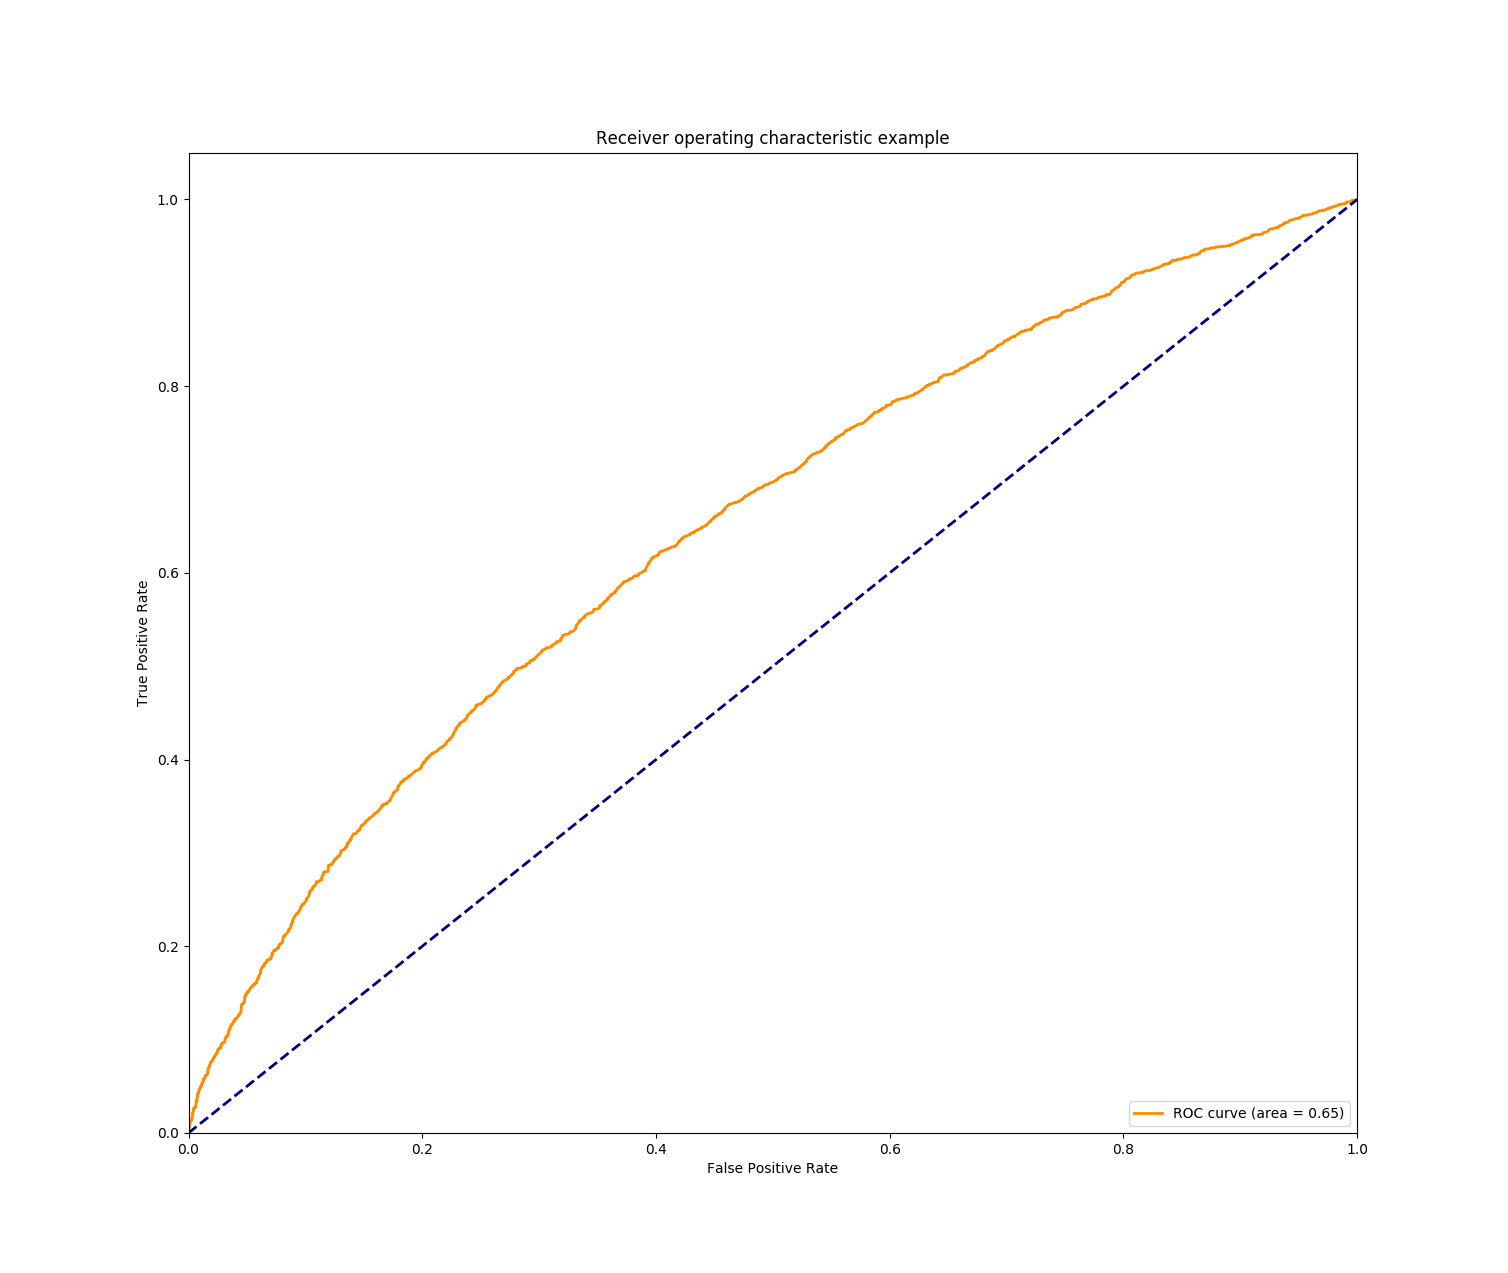 Receiver operating characteristic example
1.0
0.8
0.6
0.4
0.2
0.0
True Positive Rate
ROC curve (area = 0.65)
0.0 0.2 0.4 0.6 0.8 1.0
False Positive Rate